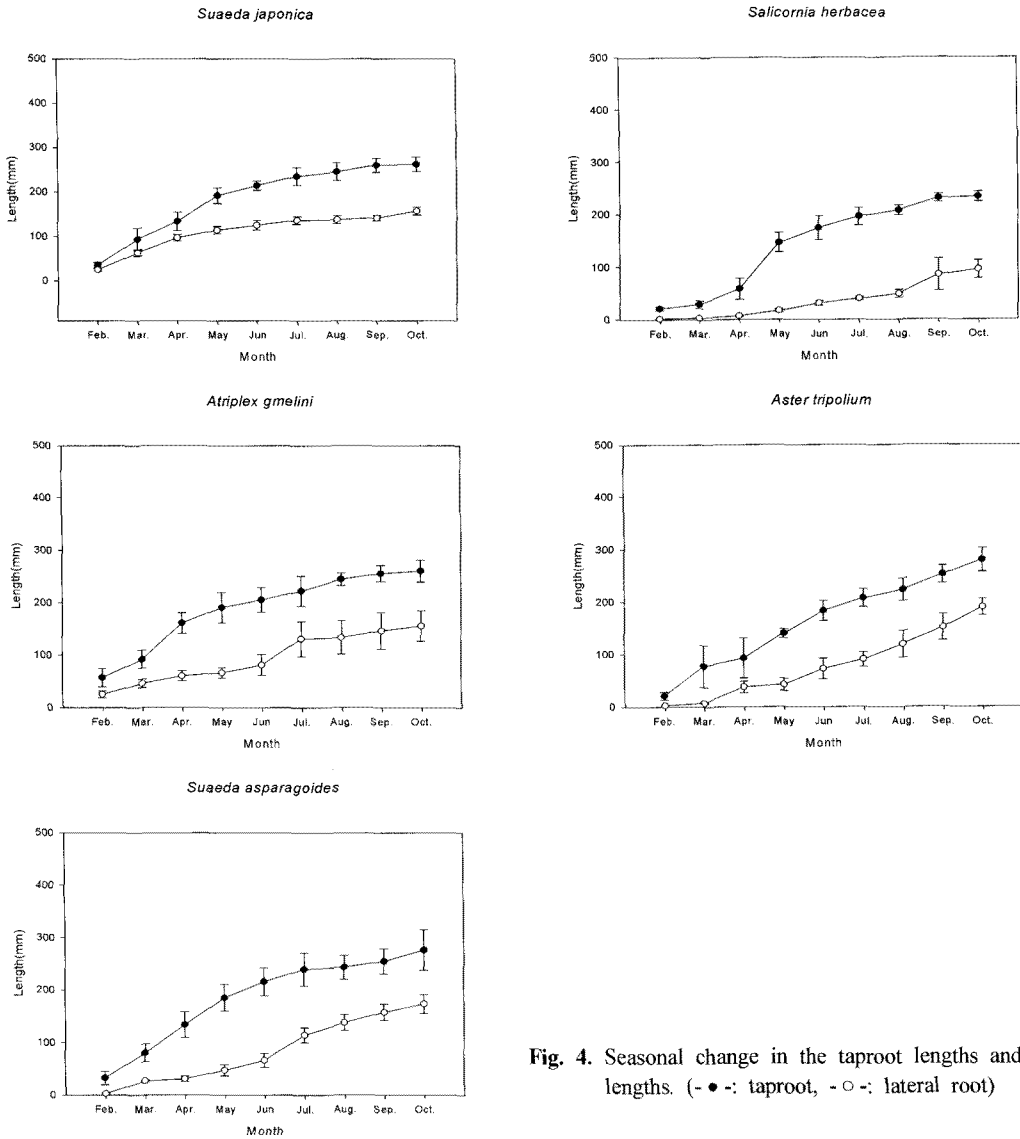 Suaeda japonica
500
400
300
200
100
0
Length(mm)
Feb. Mar. Apr. May Jun Jul. Aug. Sep. Oct.
Month
Salicornia herbacea
500
400
300
200
100
0
Length(mm)
Feb. Mar. Apr. May Jun Jul. Aug. Sep. Oct.
Month
Atriplex gmelini
500
400
300
200
100
0
Length(mm)
Feb. Mar. Apr. May Jun Jul. Aug. Sep. Oct.
Month
Aster tripolium
500
400
300
200
100
0
Length(mm)
Feb. Mar. Apr. May Jun Jul. Aug. Sep. Oct.
Month
Suaeda asparagoides
500
400
300
200
100
0
Length(mm)
Feb. Mar. Apr. May Jun Jul. Aug. Sep. Oct.
Month
Fig. 4. Seasonal change in the taproot lengths and
lengths. (-●-: taproot, -○-: lateral root)